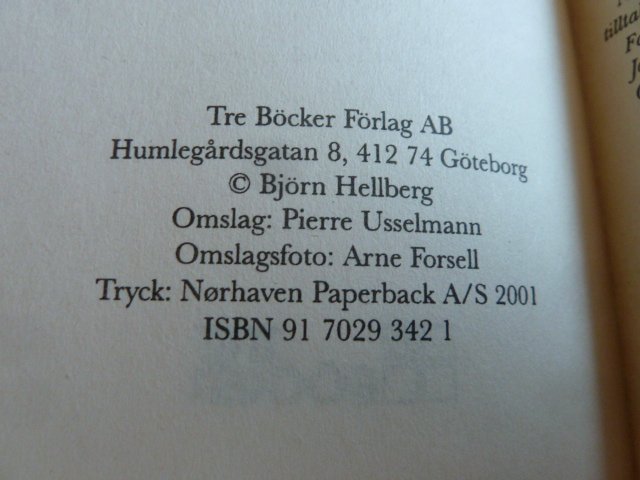 Tre Böcker Förlag AB
Humlegårdsgatan 8, 412 74 Göteborg
© Björn Hellberg
Omslag: Pierre Usselmann
Omslagsfoto: Arne Forsell
Tryck: Nørhaven Paperback A/S 2001
ISBN 91 7029 342 1